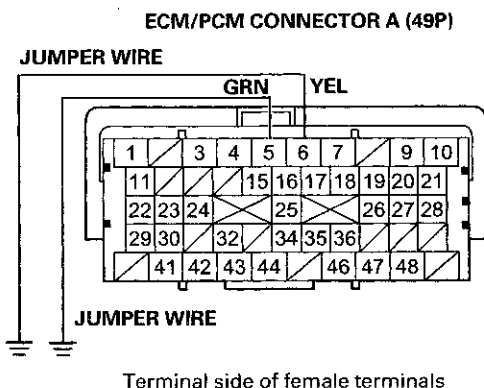 ECM/PCM CONNECTOR A (49P)
JUMPER WIRE
GRN YEL
1 3 4 5 6 7 9 10
11 15 16 17 18 19 20 21
22 23 24 25 26 27 28
29 30 32 34 35 36
41 42 43 44 46 47 48
JUMPER WIRE
Terminal side of female terminals